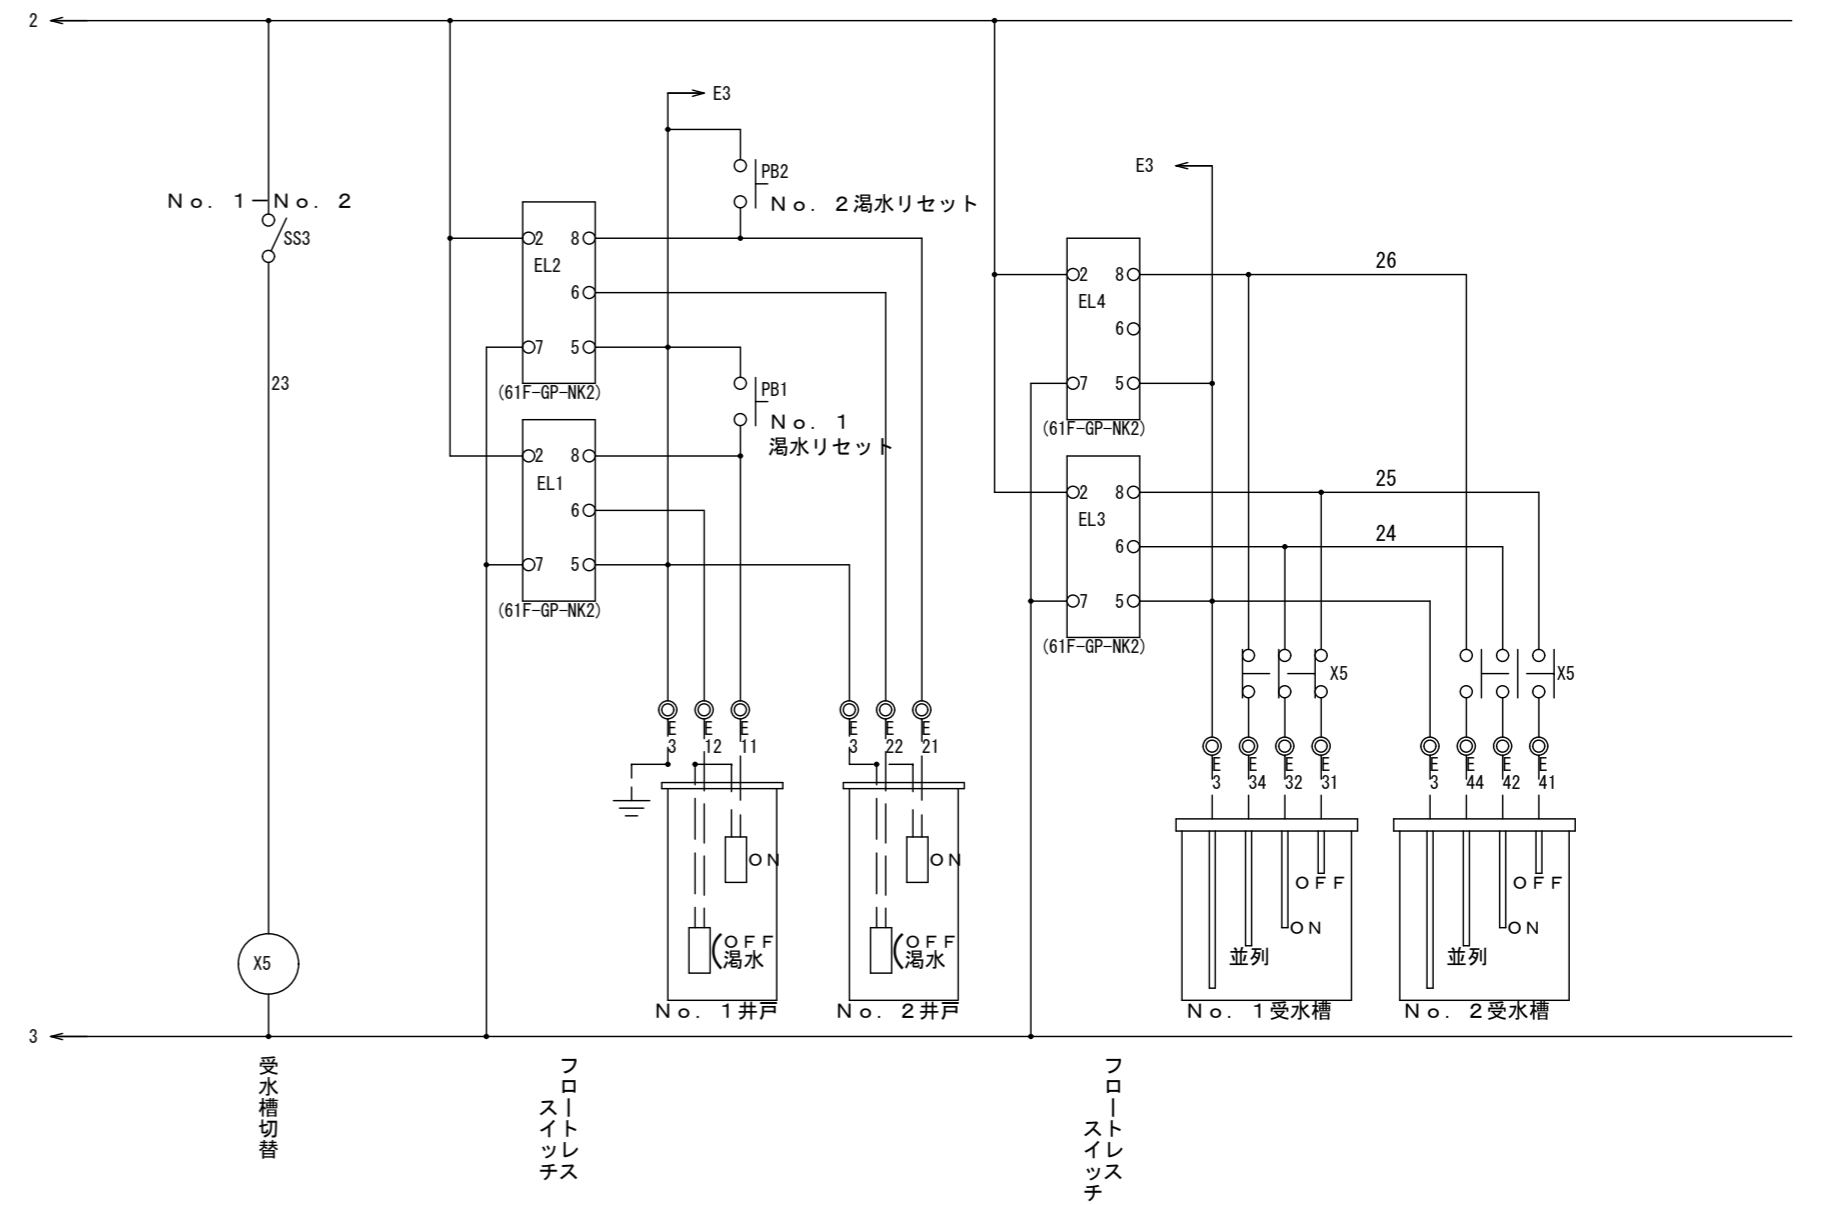 2
E3
PB2
Ｎｏ．２渇水リセット
E3
Ｎｏ．１－Ｎｏ．２
SS3
2
8
EL2
6
7
5
(61F-GP-NK2)
23
PB1
Ｎｏ．１
渇水リセット
2
8
EL1
6
7
5
(61F-GP-NK2)
2
8
26
EL4
6
7
5
(61F-GP-NK2)
2
8
25
EL3
6
24
7
5
(61F-GP-NK2)
X5
X5
E
3
E
12
E
11
E
3
E
22
E
21
E
3
E
34
E
32
E
31
E
3
E
44
E
42
E
41
ＯＮ
ＯＮ
ＯＦＦ
ＯＦＦ
ＯＮ
ＯＮ
(ＯＦＦ
渇水
(ＯＦＦ
渇水
並列
並列
X5
Ｎｏ．１井戸
Ｎｏ．２井戸
Ｎｏ．１受水槽
Ｎｏ．２受水槽
3
受水槽切替
フロートレス
スイッチ
フロートレス
スイッチ